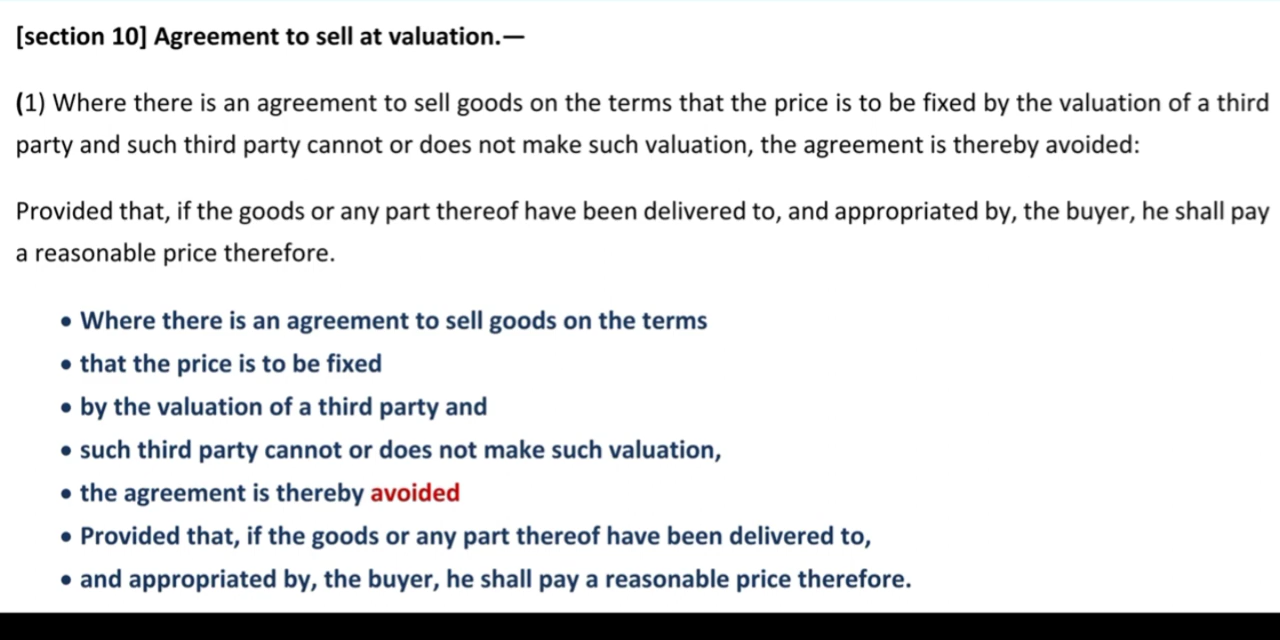 [section 10] Agreement to sell at valuation.—
(1) Where there is an agreement to sell goods on the terms that the price is to be fixed by the valuation of a third
party and such third party cannot or does not make such valuation, the agreement is thereby avoided:
Provided that, if the goods or any part thereof have been delivered to, and appropriated by, the buyer, he shall pay
a reasonable price therefore.
• Where there is an agreement to sell goods on the terms
• that the price is to be fixed
• by the valuation of a third party and
• such third party cannot or does not make such valuation,
• the agreement is thereby avoided
• Provided that, if the goods or any part thereof have been delivered to,
• and appropriated by, the buyer, he shall pay a reasonable price therefore.